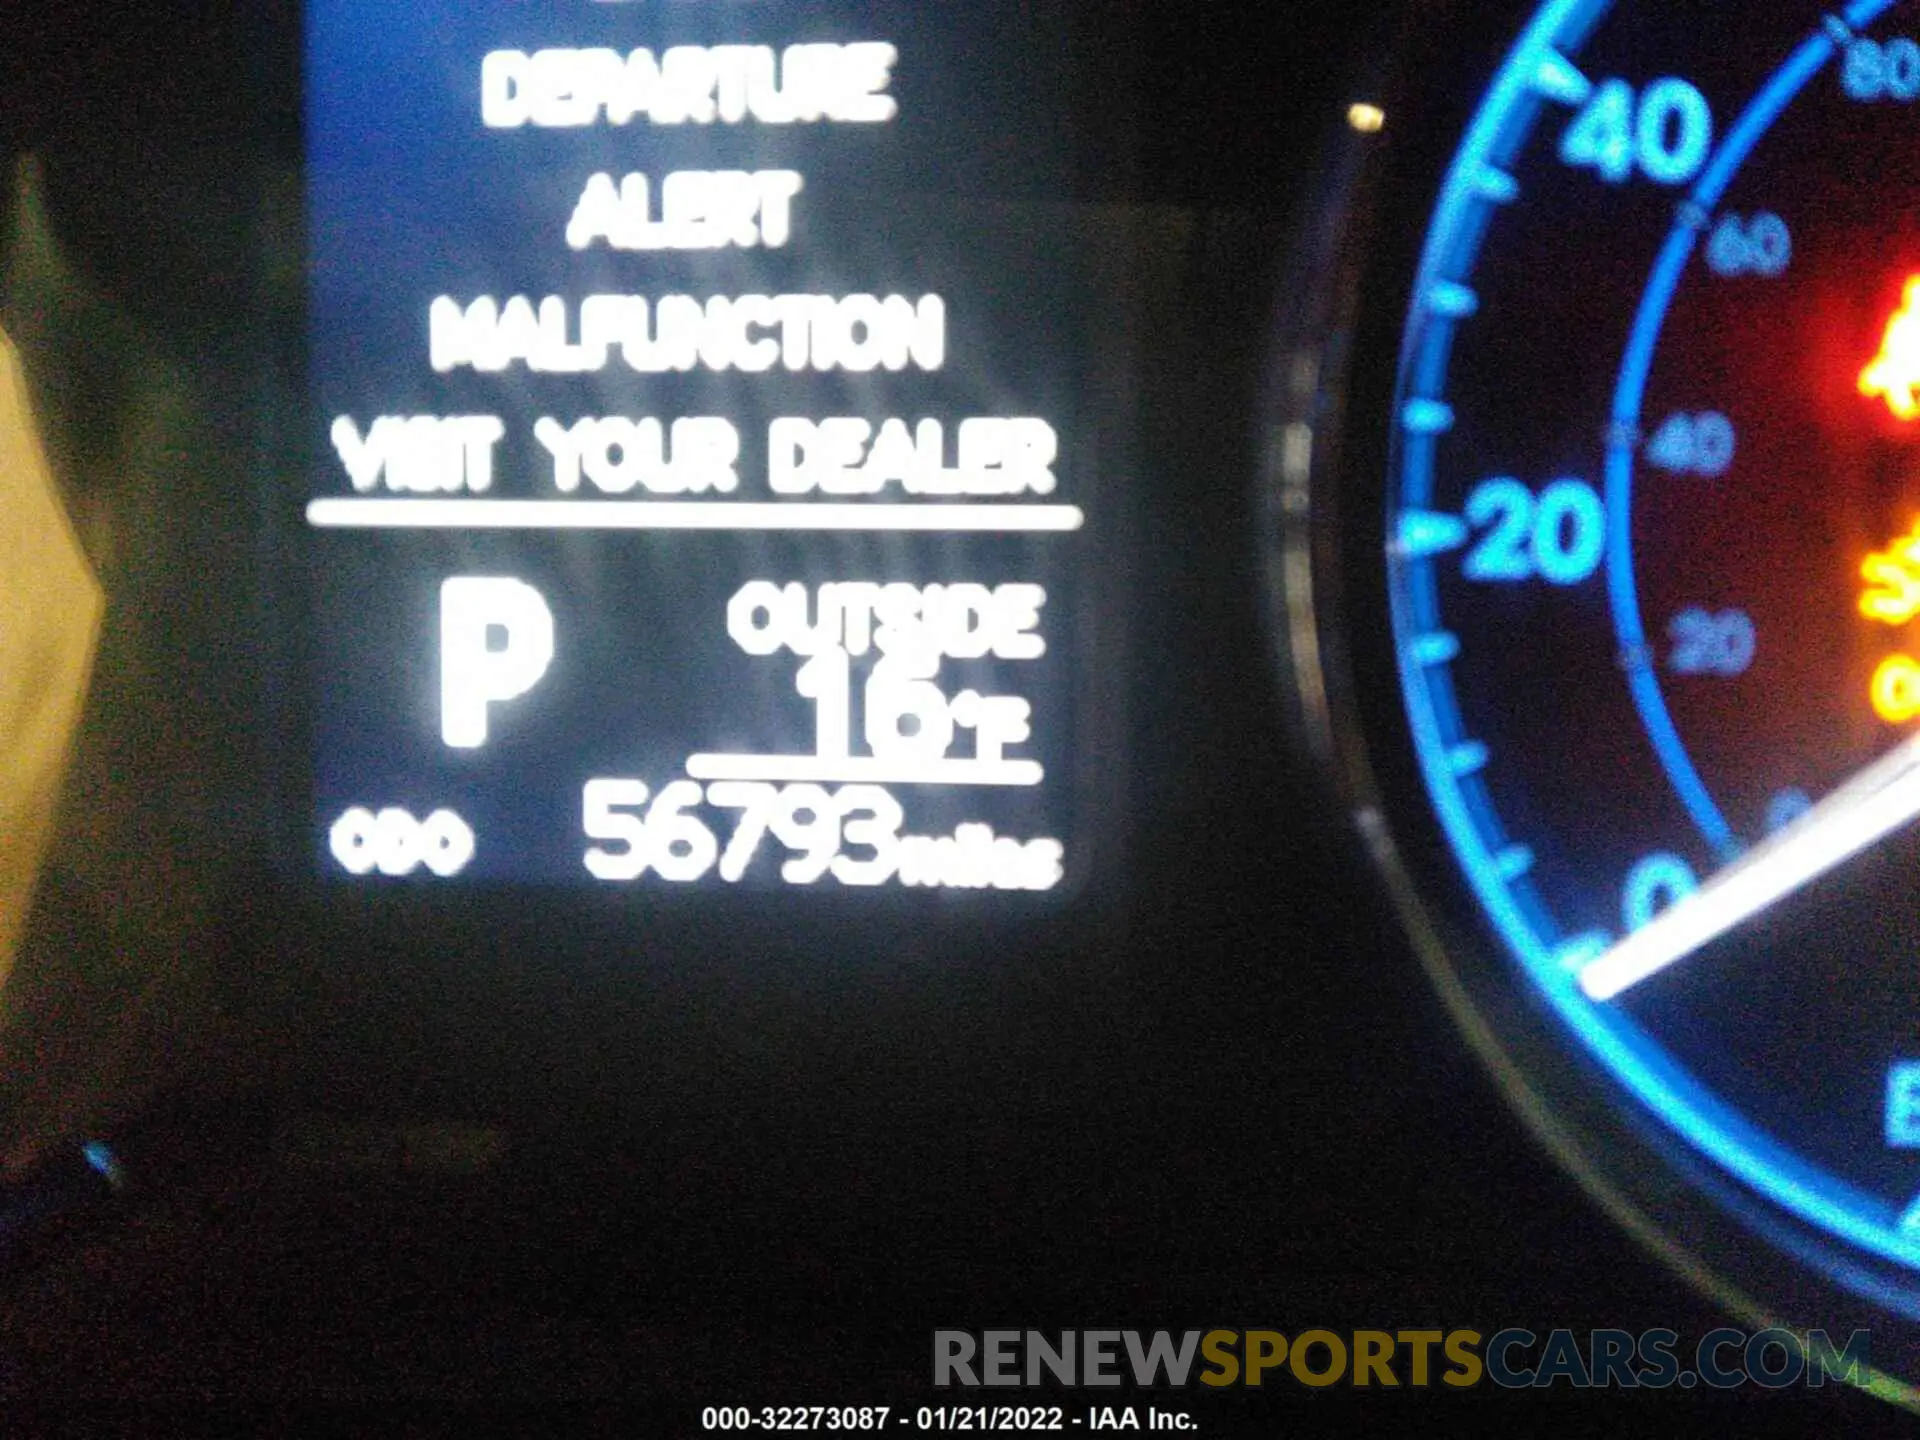 DEPARTURE
ALERT
MALFUNCTION
VISIT YOUR DEALER
P
OUTSIDE
16°F
ODO 56793 miles
40
80
60
40
20
20
0
0
RENEWSPORTSCARS.COM
000-32273087 - 01/21/2022 - IAA Inc.